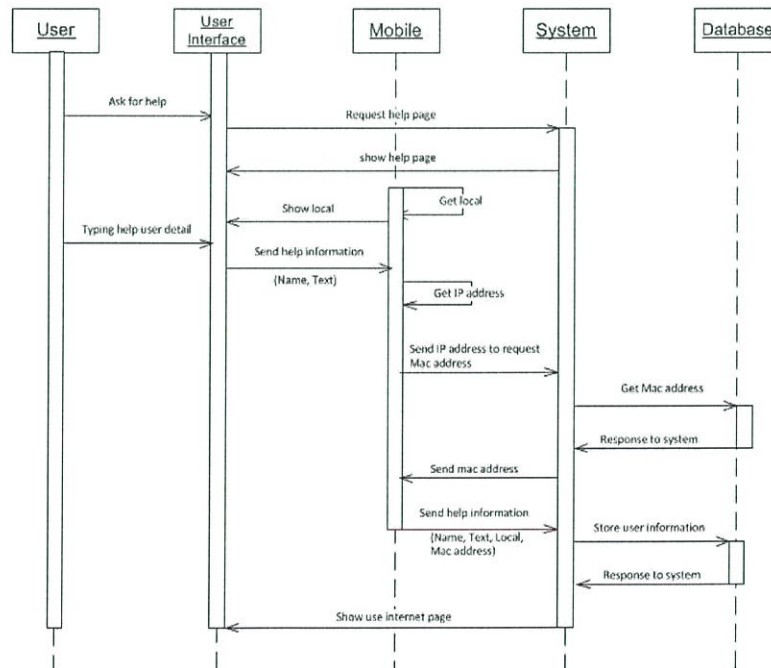 User
User
Interface
Mobile
System
Database
Ask for help
Request help page
show help page
Get local
Show local
Typing help user detail
Send help information
(Name, Text)
Get IP address
Send IP address to request
Mac address
Get Mac address
Response to system
Send mac address
Send help information
(Name, Text, Local,
Mac address)
Store user information
Response to system
Show use internet page